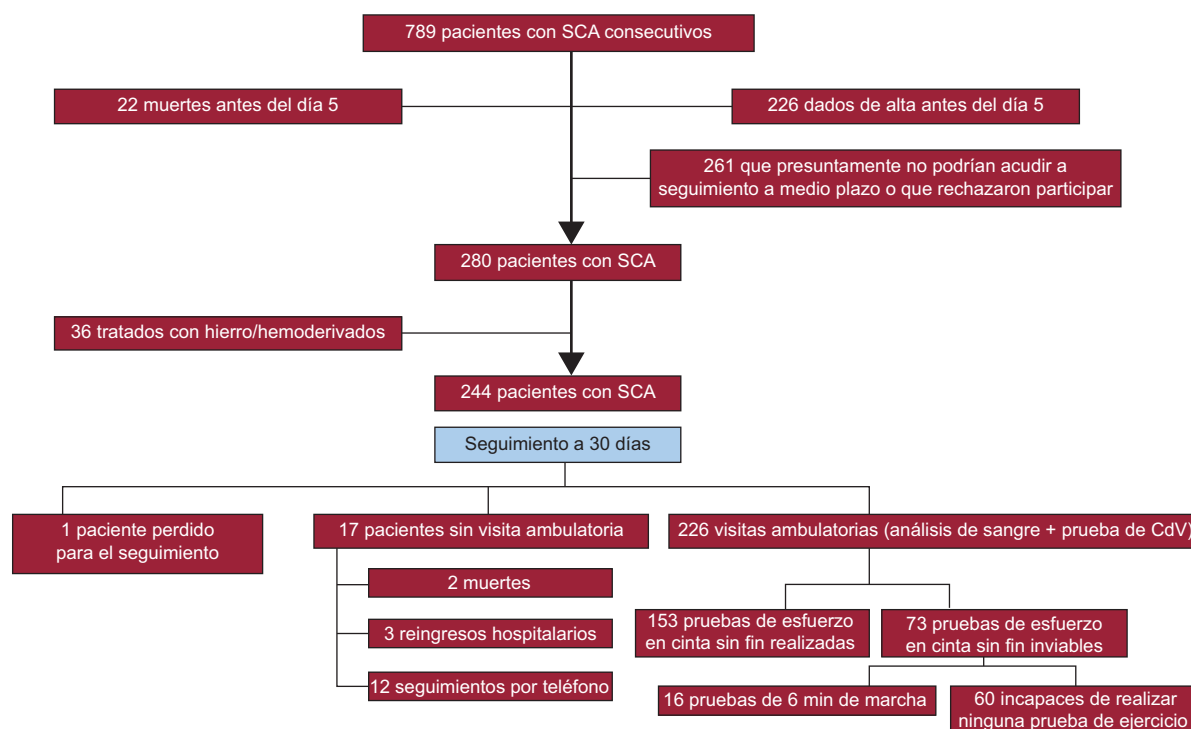 789 pacientes con SCA consecutivos
22 muertes antes del día 5
226 dados de alta antes del día 5
261 que presuntamente no podrían acudir a
seguimiento a medio plazo o que rechazaron participar
280 pacientes con SCA
36 tratados con hierro/hemoderivados
244 pacientes con SCA
Seguimiento a 30 días
1 paciente perdido
para el seguimiento
17 pacientes sin visita ambulatoria
2 muertes
3 reingresos hospitalarios
12 seguimientos por teléfono
226 visitas ambulatorias (análisis de sangre + prueba de CdV)
153 pruebas de esfuerzo
en cinta sin fin realizadas
73 pruebas de esfuerzo
en cinta sin fin inviables
16 pruebas de 6 min de marcha
60 incapaces de realizar
ninguna prueba de ejercicio